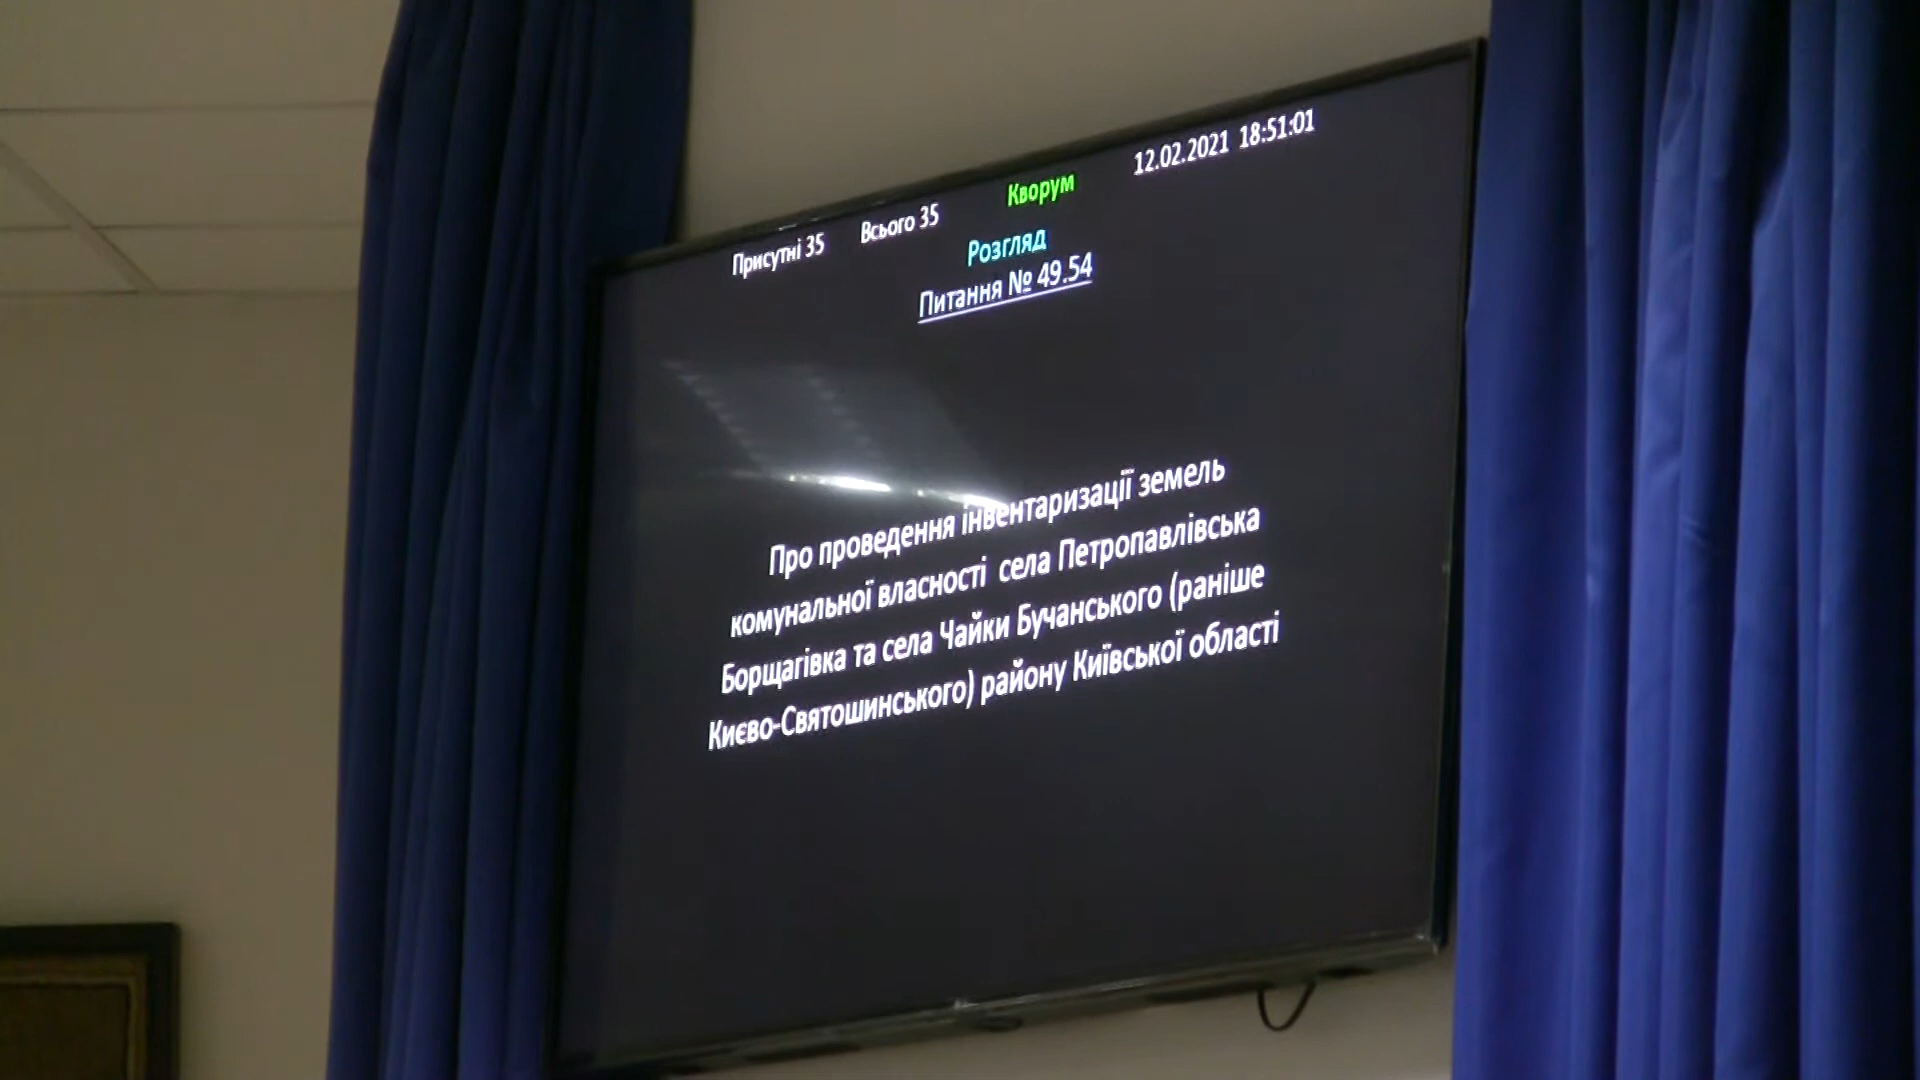 12.02.2021 18:51:01
Присутні 35 Всього 35 Кворум
Розгляд
Питання № 49.54
Про проведення інвентаризації земель
комунальної власності села Петропавлівська
Борщагівка та села Чайки Бучанського (раніше
Києво-Святошинського) району Київської області